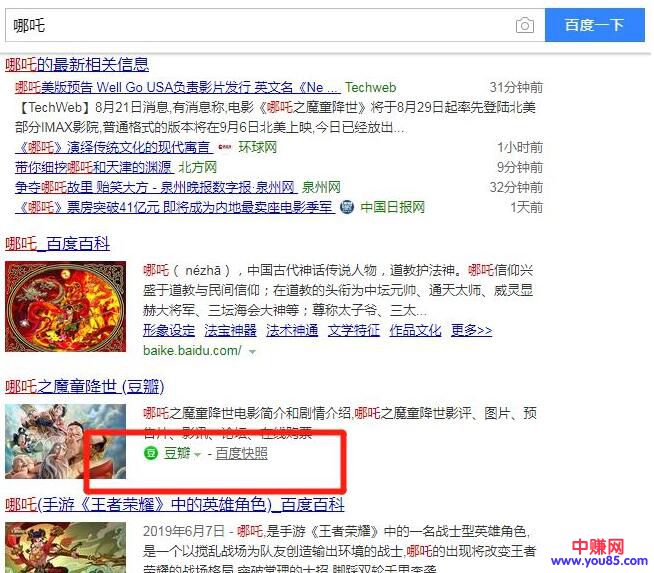 哪吒
百度一下
哪吒的最新相关信息
哪吒美版预告 Well Go USA负责影片发行 英文名《Ne ... Techweb 31分钟前
【TechWeb】8月21日消息,有消息称,电影《哪吒之魔童降世》将于8月29日起率先登陆北美
部分IMAX影院,普通格式的版本将在9月6日北美上映,今日已经放出...
《哪吒》演绎传统文化的现代寓言 环球网 1小时前
带你细挖哪吒和天津的渊源 北方网 9分钟前
争夺哪吒故里 贻笑大方 - 泉州晚报数字报·泉州网 泉州网 32分钟前
《哪吒》票房突破41亿元 即将成为内地最卖座电影季军 中国日报网 1天前
哪吒_百度百科
哪吒（ nézhā），中国古代神话传说人物，道教护法神。哪吒信仰兴
盛于道教与民间信仰；在道教的头衔为中坛元帅、通天太师、威灵显
赫大将军、三坛海会大神等；尊称太子爷、三太...
形象设定 法宝神器 法术神通 文学特征 作品文化 更多>>
baike.baidu.com/
哪吒之魔童降世 (豆瓣)
哪吒之魔童降世电影简介和剧情介绍,哪吒之魔童降世影评、图片、预
告片、影讯、论坛、在线购票
豆 豆瓣 - 百度快照
哪吒(手游《王者荣耀》中的英雄角色)_百度百科
2019年6月7日 - 哪吒,是手游《王者荣耀》中的一名战士型英雄角色,
是一个以搅乱战场为队友创造输出环境的战士,哪吒的出现将改变王者
荣耀的战场格局,突破常理的大招,脚踩双轮千里奔袭
中赚网
www.you85.com